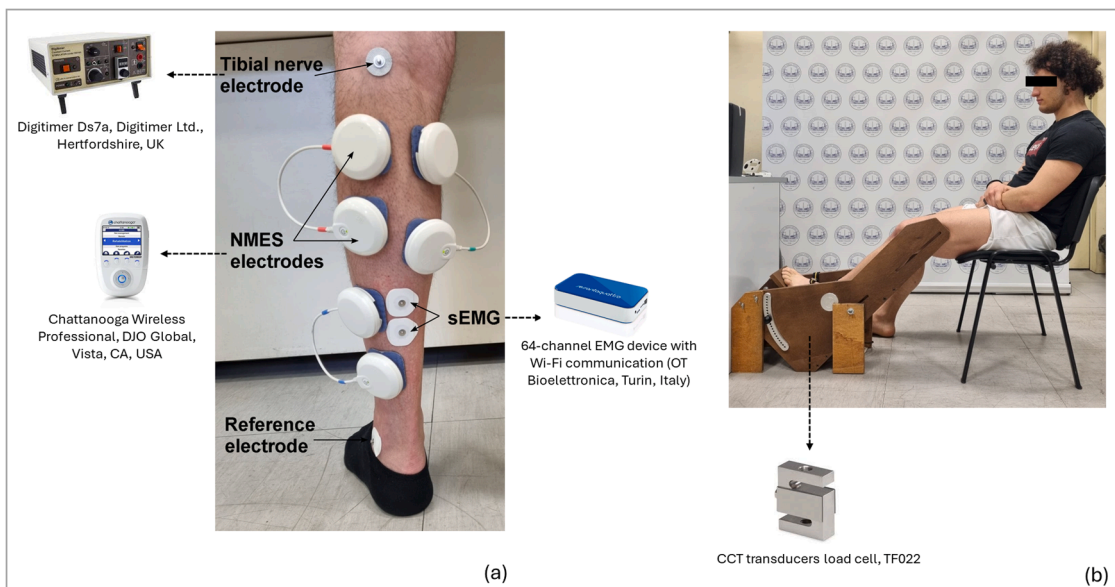 Tibial nerve
electrode
Digitimer Ds7a, Digitimer Ltd.,
Hertfordshire, UK
NMES
electrodes
Chattanooga Wireless
Professional, DJO Global,
Vista, CA, USA
sEMG
64-channel EMG device with
Wi-Fi communication (OT
Bioelettronica, Turin, Italy)
Reference
electrode
(a)
CCT transducers load cell, TF022
(b)